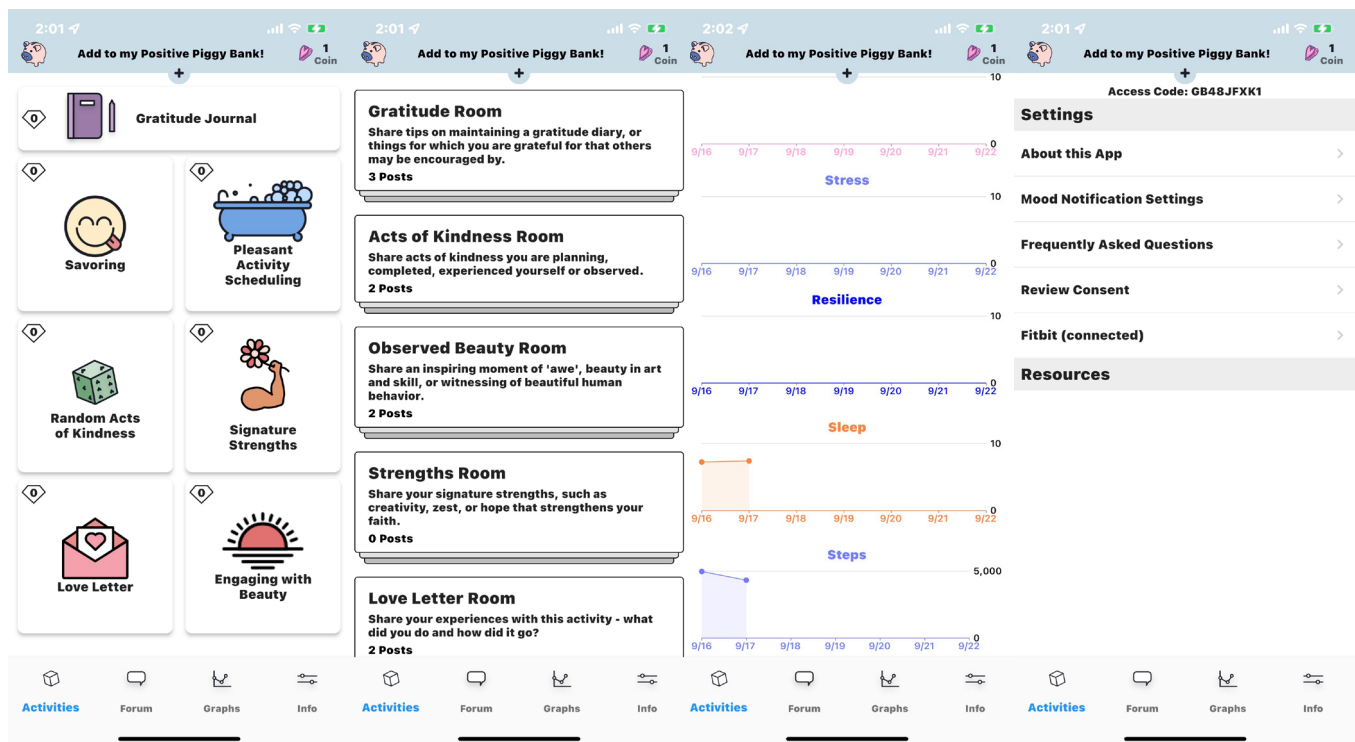 2:01
Add to my Positive Piggy Bank!
1
Coin
+
0
Gratitude Journal
0
Savoring
0
Pleasant
Activity
Scheduling
0
Random Acts
of Kindness
0
Signature
Strengths
0
Love Letter
0
Engaging with
Beauty
Activities
Forum
Graphs
Info
2:01
Add to my Positive Piggy Bank!
1
Coin
+
Gratitude Room
Share tips on maintaining a gratitude diary, or
things for which you are grateful for that others
may be encouraged by.
3 Posts
Acts of Kindness Room
Share acts of kindness you are planning,
completed, experienced yourself or observed.
2 Posts
Observed Beauty Room
Share an inspiring moment of 'awe', beauty in art
and skill, or witnessing of beautiful human
behavior.
2 Posts
Strengths Room
Share your signature strengths, such as
creativity, zest, or hope that strengthens your
faith.
0 Posts
Love Letter Room
Share your experiences with this activity - what
did you do and how did it go?
2 Posts
Activities
Forum
Graphs
Info
2:02
Add to my Positive Piggy Bank!
1
Coin
+
10
0
9/16 9/17 9/18 9/19 9/20 9/21 9/22
Stress
10
0
9/16 9/17 9/18 9/19 9/20 9/21 9/22
Resilience
10
0
9/16 9/17 9/18 9/19 9/20 9/21 9/22
Sleep
10
0
9/16 9/17 9/18 9/19 9/20 9/21 9/22
Steps
5,000
0
9/16 9/17 9/18 9/19 9/20 9/21 9/22
Activities
Forum
Graphs
Info
2:01
Add to my Positive Piggy Bank!
1
Coin
+
Access Code: GB48JFXK1
Settings
About this App
Mood Notification Settings
Frequently Asked Questions
Review Consent
Fitbit (connected)
Resources
Activities
Forum
Graphs
Info